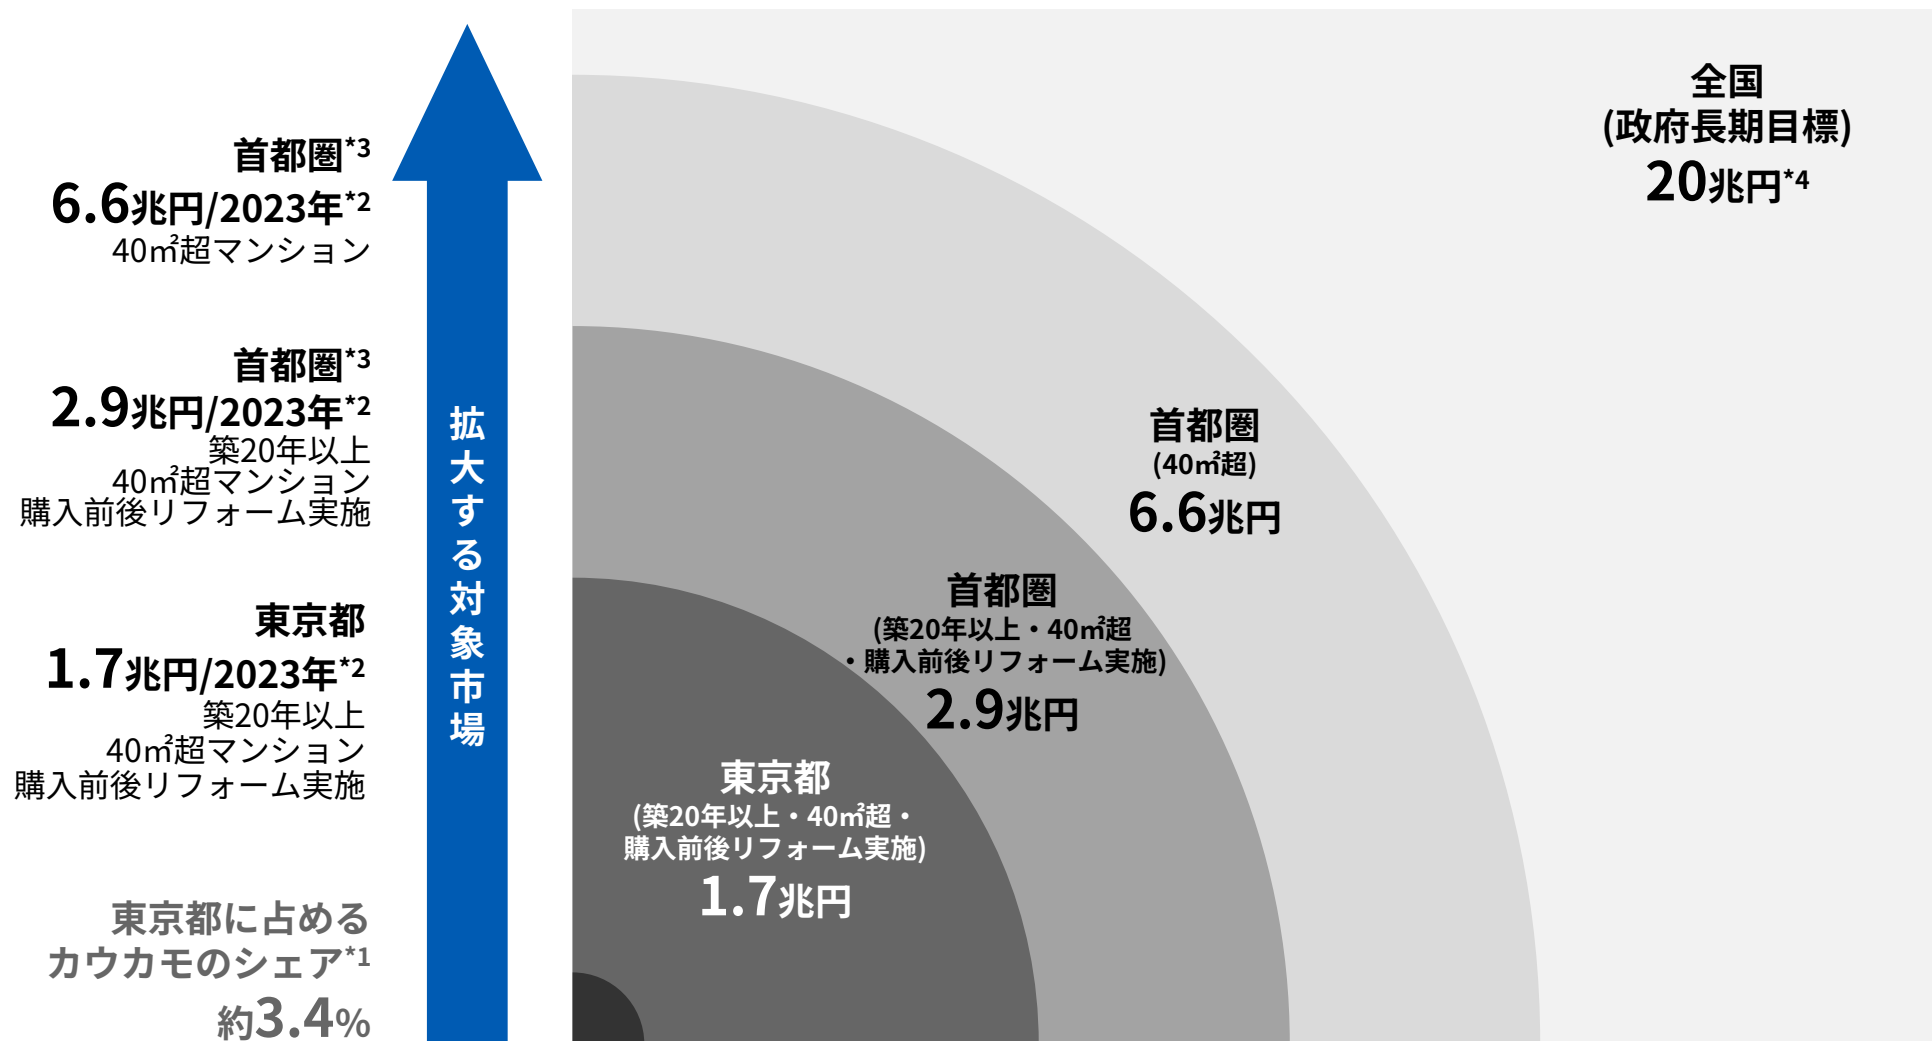 首都圏*3
6.6兆円/2023年*2
40㎡超マンション
首都圏*3
2.9兆円/2023年*2
築20年以上
40㎡超マンション
購入前後リフォーム実施
東京都
1.7兆円/2023年*2
築20年以上
40㎡超マンション
購入前後リフォーム実施
東京都に占める
カウカモのシェア*1
約3.4%
拡大する対象市場
全国
(政府長期目標)
20兆円*4
首都圏
(40㎡超)
6.6兆円
首都圏
(築20年以上・40㎡超
・購入前後リフォーム実施)
2.9兆円
東京都
(築20年以上・40㎡超・
購入前後リフォーム実施)
1.7兆円